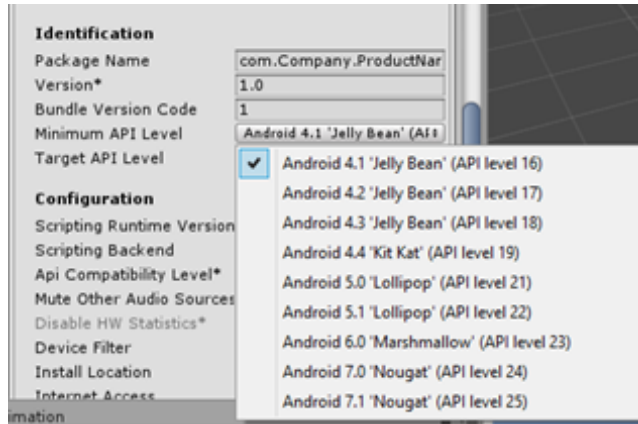 Identification
Package Name com.Company.ProductNar
Version* 1.0
Bundle Version Code 1
Minimum API Level Android 4.1 'Jelly Bean' (API
Target API Level
Android 4.1 'Jelly Bean' (API level 16)
Android 4.2 'Jelly Bean' (API level 17)
Configuration
Android 4.3 'Jelly Bean' (API level 18)
Scripting Runtime Version
Scripting Backend
Android 4.4 'Kit Kat' (API level 19)
Api Compatibility Level*
Android 5.0 'Lollipop' (API level 21)
Mute Other Audio Sources
Android 5.1 'Lollipop' (API level 22)
Disable HW Statistics*
Device Filter
Android 6.0 'Marshmallow' (API level 23)
Install Location
Android 7.0 'Nougat' (API level 24)
Internet Access
Android 7.1 'Nougat' (API level 25)
imation